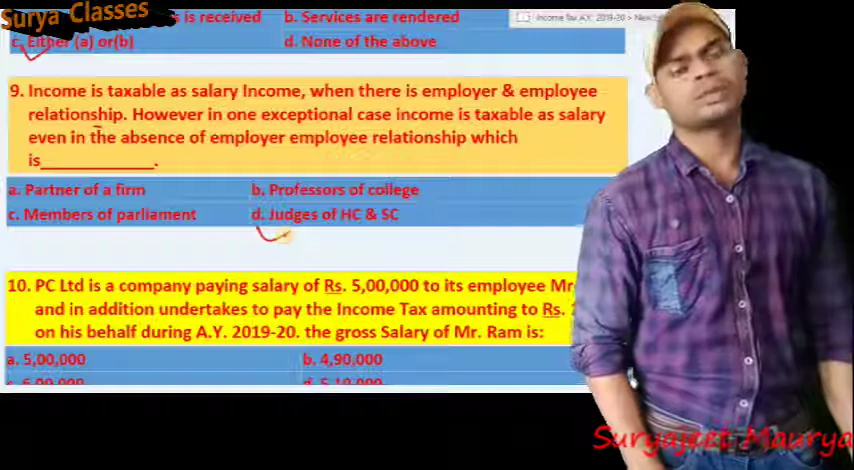 Surya Classes
is received b. Services are rendered
Income Tax A.Y. 2019-20 > New
c. Either (a) or(b) d. None of the above
9. Income is taxable as salary Income, when there is employer & employee
relationship. However in one exceptional case income is taxable as salary
even in the absence of employer employee relationship which
is____________.
a. Partner of a firm b. Professors of college
c. Members of parliament d. Judges of HC & SC
10. PC Ltd is a company paying salary of Rs. 5,00,000 to its employee Mr
and in addition undertakes to pay the Income Tax amounting to Rs.
on his behalf during A.Y. 2019-20. the gross Salary of Mr. Ram is:
a. 5,00,000 b. 4,90,000
Suryajeet Maurya